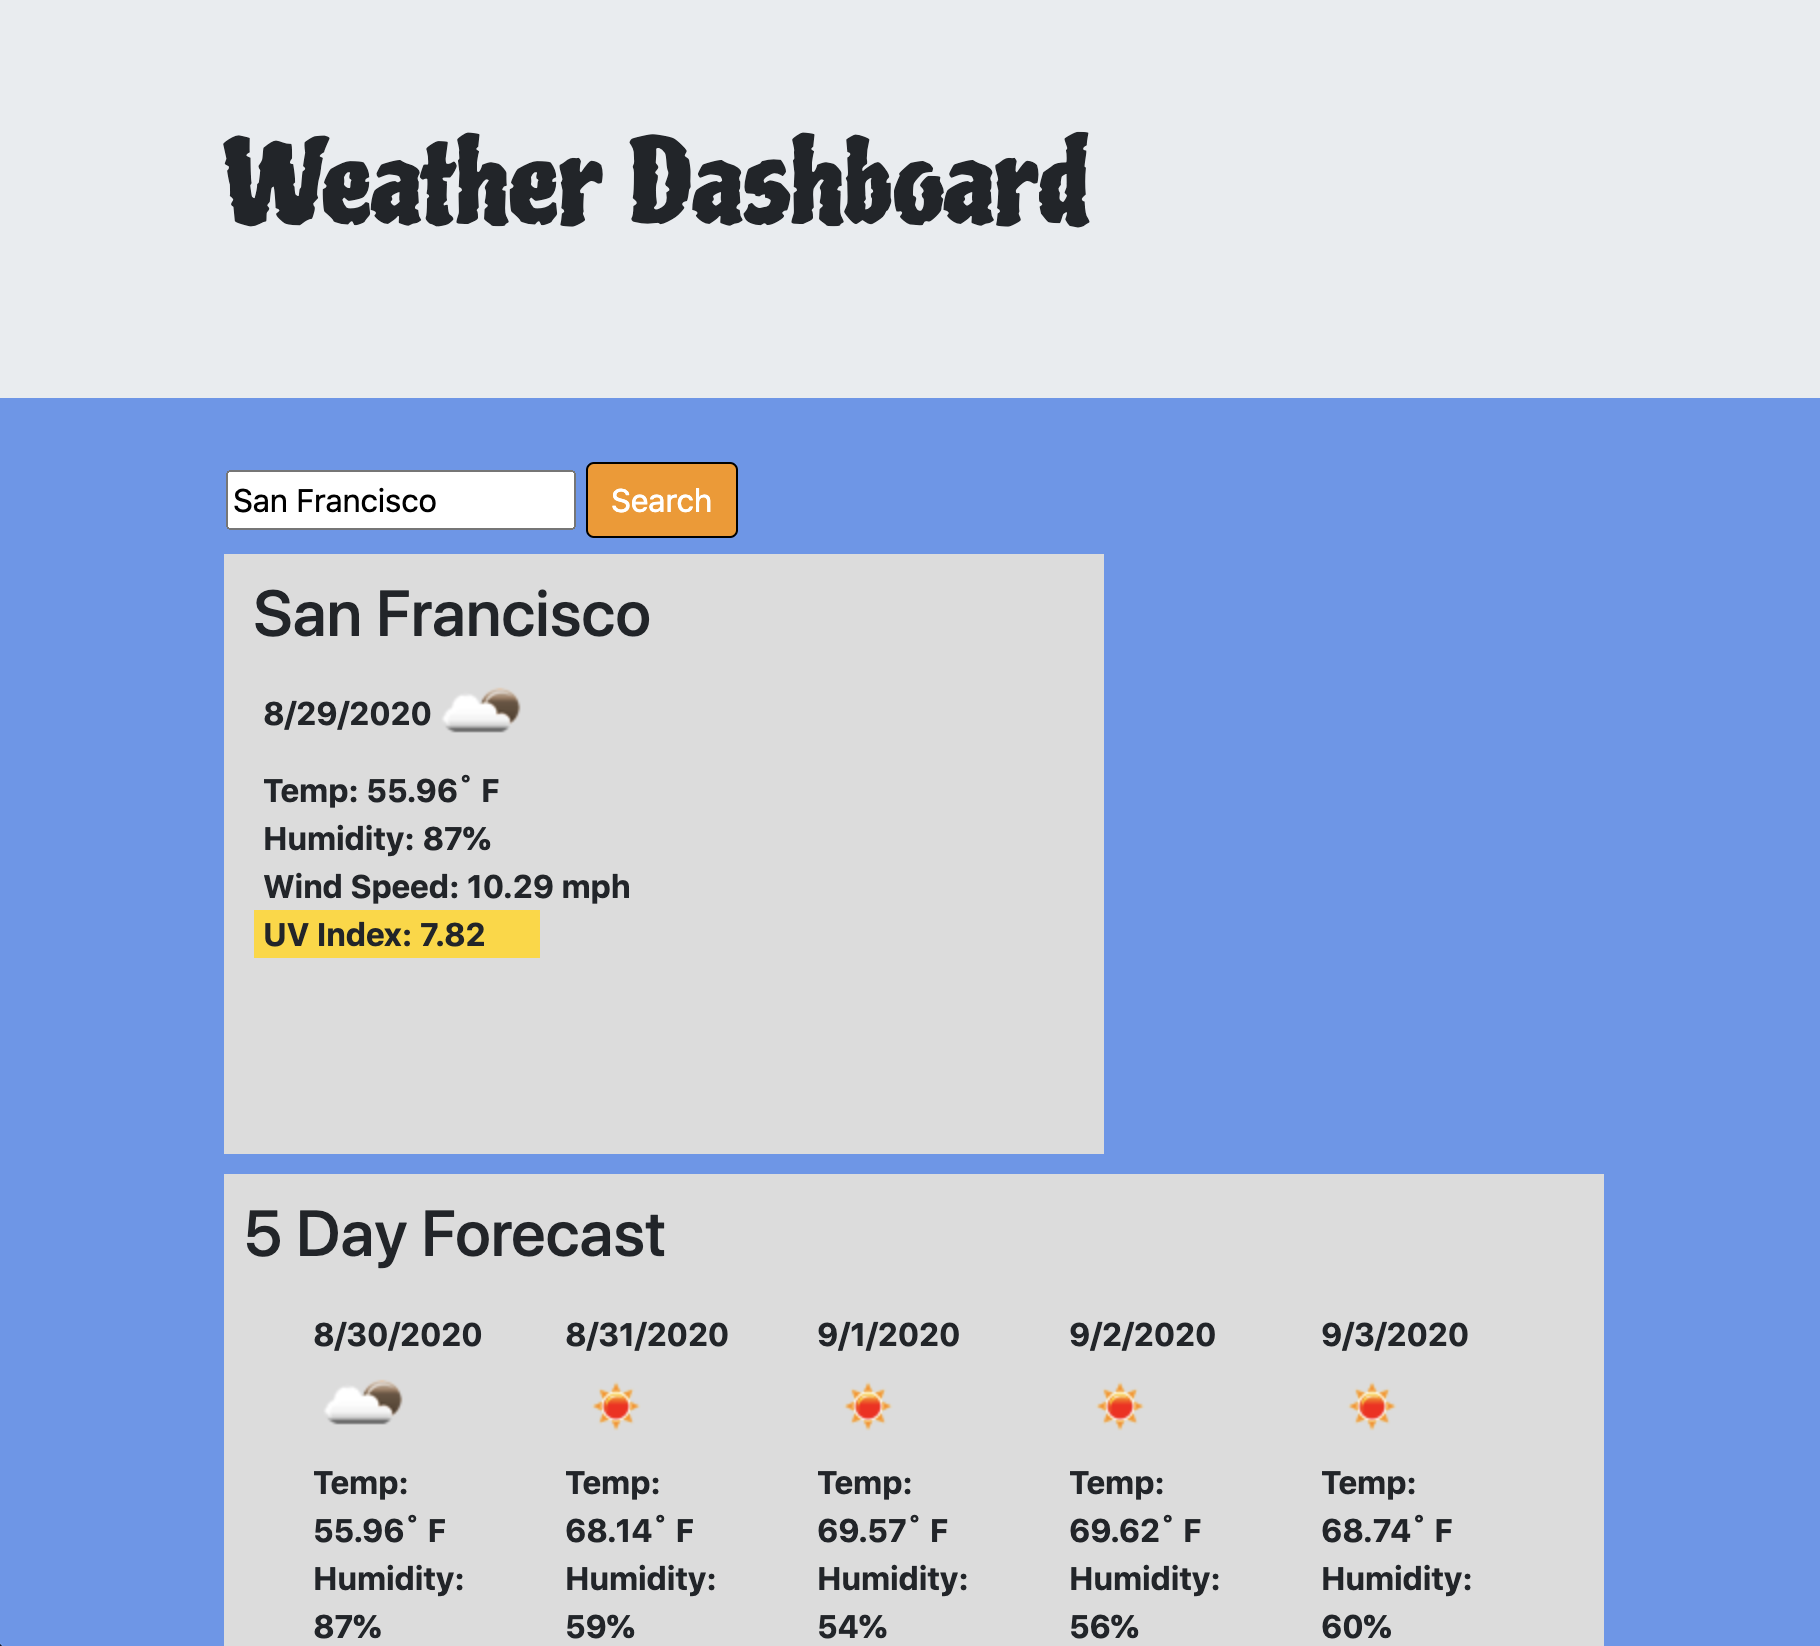 Weather Dashboard
San Francisco
Search
San Francisco
8/29/2020
Temp: 55.96° F
Humidity: 87%
Wind Speed: 10.29 mph
UV Index: 7.82
5 Day Forecast
8/30/2020
Temp:
55.96° F
Humidity:
87%
8/31/2020
Temp:
68.14° F
Humidity:
59%
9/1/2020
Temp:
69.57° F
Humidity:
54%
9/2/2020
Temp:
69.62° F
Humidity:
56%
9/3/2020
Temp:
68.74° F
Humidity:
60%